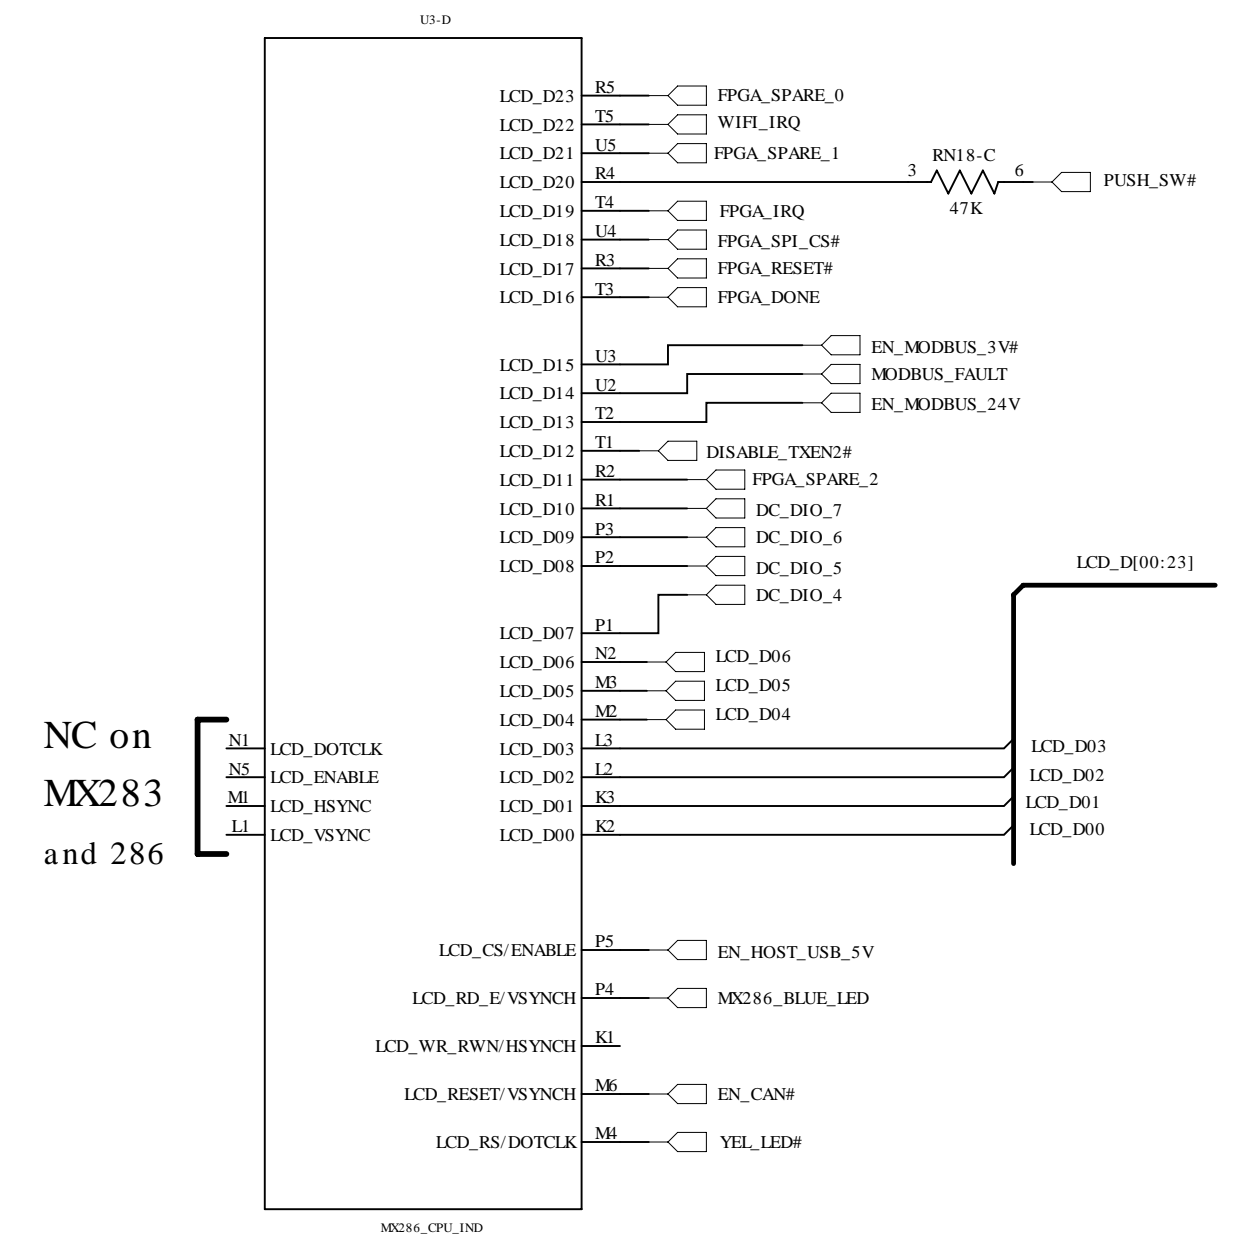 U3-D
LCD_D23 R5 FPGA_SPARE_0
LCD_D22 T5 WIFI_IRQ
LCD_D21 U5 FPGA_SPARE_1
RN18-C
LCD_D20 R4 3 6 PUSH_SW#
47K
LCD_D19 T4 FPGA_IRQ
LCD_D18 U4 FPGA_SPI_CS#
LCD_D17 R3 FPGA_RESET#
LCD_D16 T3 FPGA_DONE
LCD_D15 U3 EN_MODBUS_3V#
LCD_D14 U2 MODBUS_FAULT
LCD_D13 T2 EN_MODBUS_24V
LCD_D12 T1 DISABLE_TXEN2#
LCD_D11 R2 FPGA_SPARE_2
LCD_D10 R1 DC_DIO_7
LCD_D09 P3 DC_DIO_6
LCD_D08 P2 DC_DIO_5
LCD_D[00:23]
DC_DIO_4
LCD_D07 P1
LCD_D06 N2 LCD_D06
LCD_D05 M3 LCD_D05
LCD_D04 M2 LCD_D04
NC on
MX283
and 286
N1 LCD_DOTCLK LCD_D03 L3 LCD_D03
N5 LCD_ENABLE LCD_D02 L2 LCD_D02
M1 LCD_HSYNC LCD_D01 K3 LCD_D01
L1 LCD_VSYNC LCD_D00 K2 LCD_D00
LCD_CS/ENABLE P5 EN_HOST_USB_5V
LCD_RD_E/VSYNCH P4 MX286_BLUE_LED
LCD_WR_RWN/HSYNCH K1
LCD_RESET/VSYNCH M6 EN_CAN#
LCD_RS/DOTCLK M4 YEL_LED#
MX286_CPU_IND